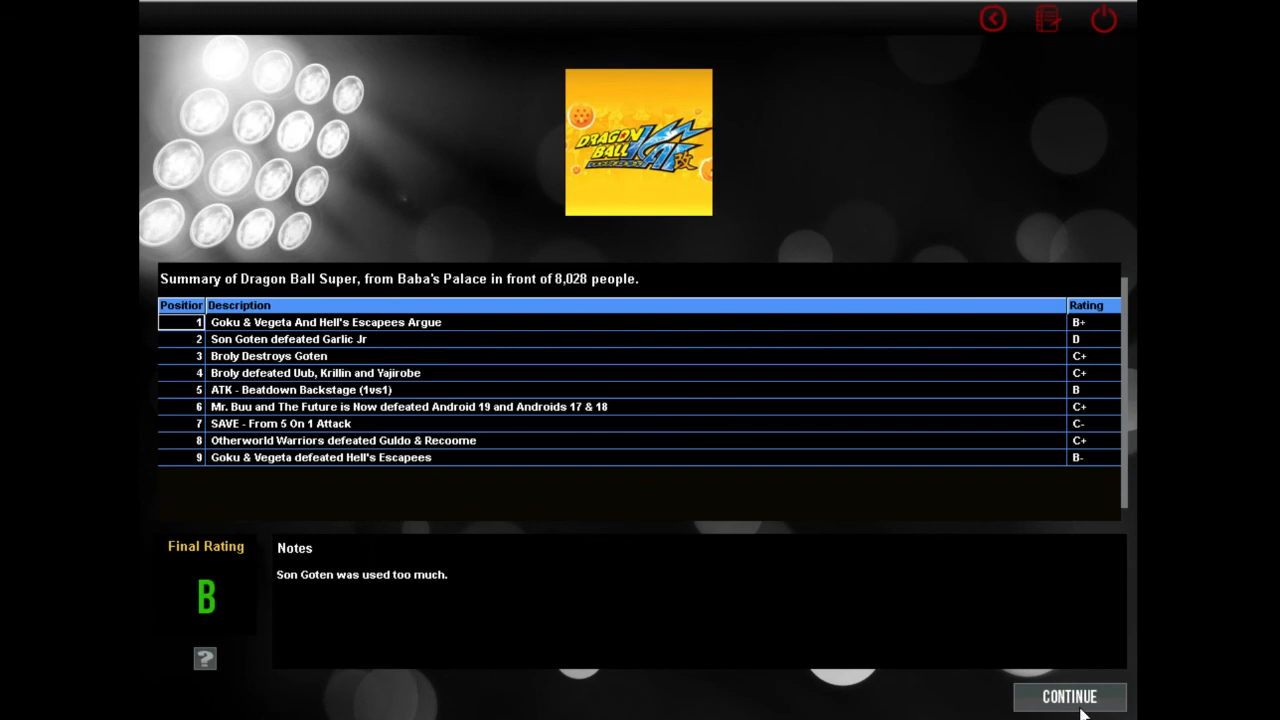 DRAGON
BALL KAI 改
Summary of Dragon Ball Super, from Baba's Palace in front of 8,028 people.
Position Description Rating
1 Goku & Vegeta And Hell's Escapees Argue B+
2 Son Goten defeated Garlic Jr D
3 Broly Destroys Goten C+
4 Broly defeated Uub, Krillin and Yajirobe C+
5 ATK - Beatdown Backstage (1vs1) B
6 Mr. Buu and The Future is Now defeated Android 19 and Androids 17 & 18 C+
7 SAVE - From 5 On 1 Attack C-
8 Otherworld Warriors defeated Guldo & Recoome C+
9 Goku & Vegeta defeated Hell's Escapees B-
Final Rating
B
?
Notes
Son Goten was used too much.
CONTINUE